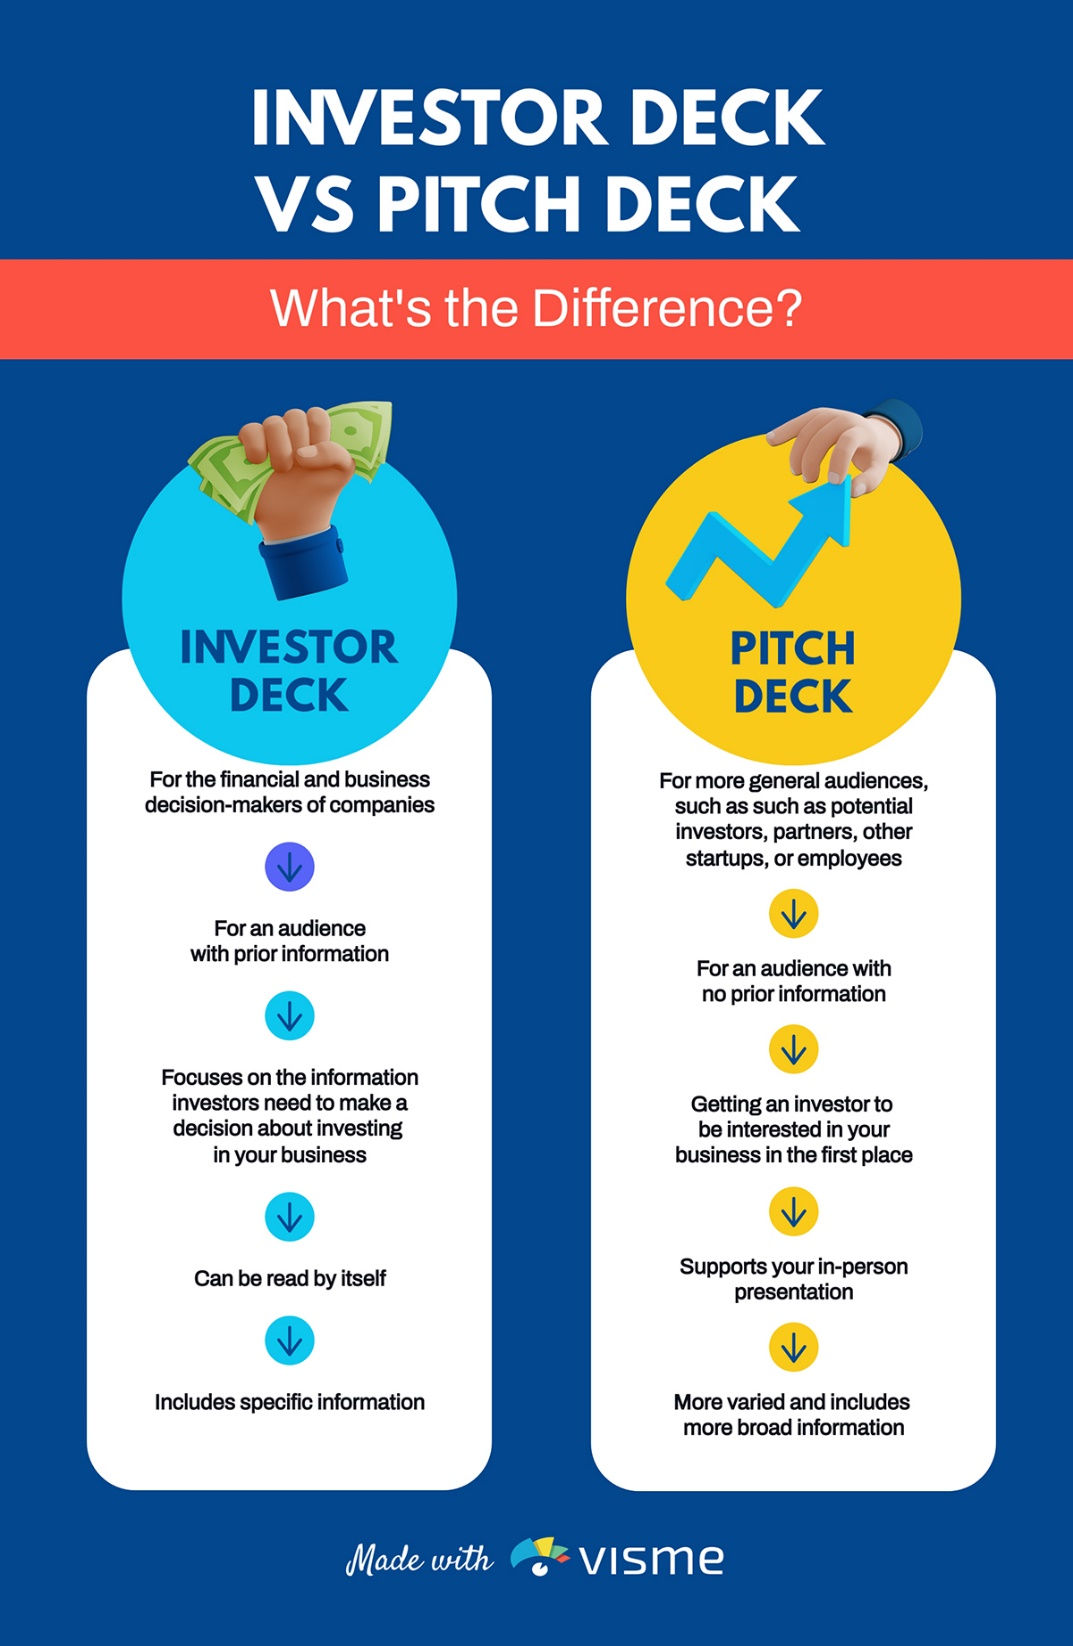 INVESTOR DECK
VS PITCH DECK
What's the Difference?
INVESTOR
DECK
For the financial and business
decision-makers of companies
For an audience
with prior information
Focuses on the information
investors need to make a
decision about investing
in your business
Can be read by itself
Includes specific information
PITCH
DECK
For more general audiences,
such as such as potential
investors, partners, other
startups, or employees
For an audience with
no prior information
Getting an investor to
be interested in your
business in the first place
Supports your in-person
presentation
More varied and includes
more broad information
Made with visme